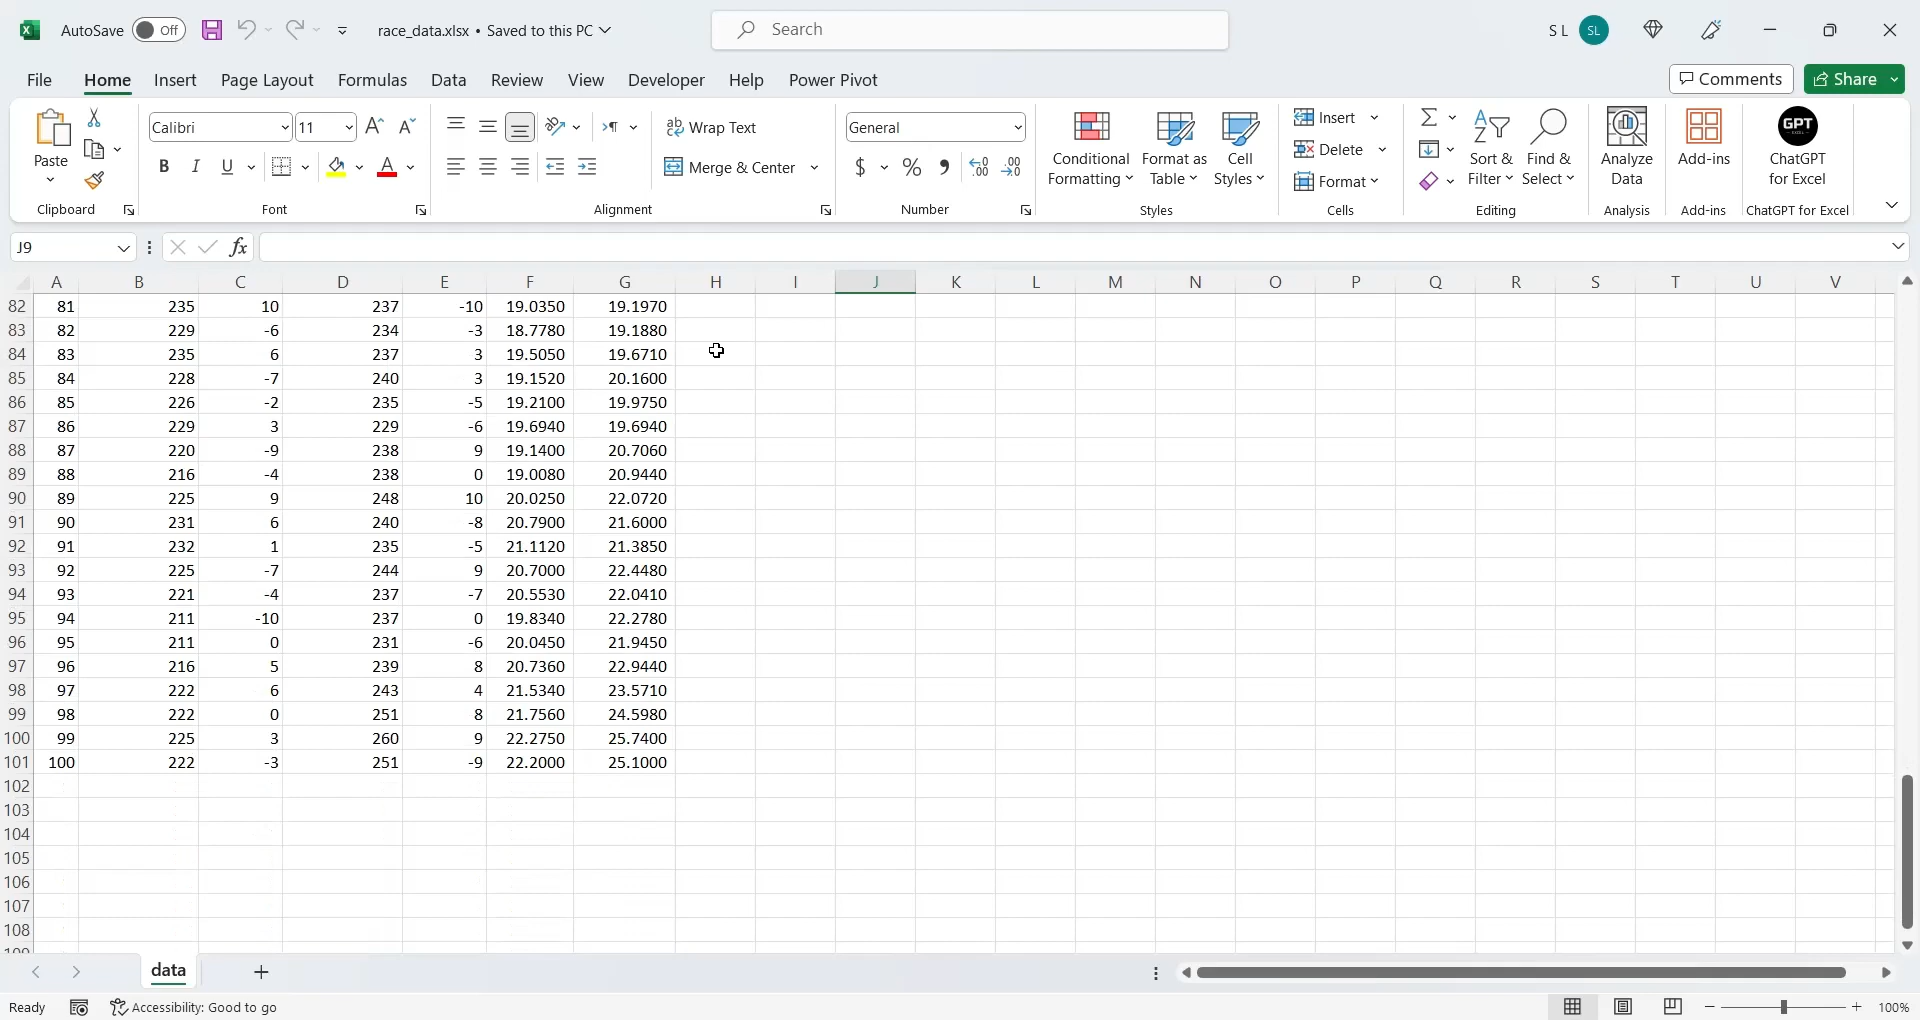 AutoSave Off race_data.xlsx • Saved to this PC Search S L SL
File Home Insert Page Layout Formulas Data Review View Developer Help Power Pivot Comments Share
Paste Calibri 11 Wrap Text General Conditional Formatting Format as Table Cell Styles Insert Sort & Filter Find & Select Analyze Data Add-ins GPT ChatGPT for Excel
B I U A Merge & Center $ % Delete
Format
Clipboard Font Alignment Number Styles Cells Editing Analysis Add-ins ChatGPT for Excel
J9 fx
A B C D E F G H I J K L M N O P Q R S T U V
82 81 235 10 237 -10 19.0350 19.1970
83 82 229 -6 234 -3 18.7780 19.1880
84 83 235 6 237 3 19.5050 19.6710
85 84 228 -7 240 3 19.1520 20.1600
86 85 226 -2 235 -5 19.2100 19.9750
87 86 229 3 229 -6 19.6940 19.6940
88 87 220 -9 238 9 19.1400 20.7060
89 88 216 -4 238 0 19.0080 20.9440
90 89 225 9 248 10 20.0250 22.0720
91 90 231 6 240 -8 20.7900 21.6000
92 91 232 1 235 -5 21.1120 21.3850
93 92 225 -7 244 9 20.7000 22.4480
94 93 221 -4 237 -7 20.5530 22.0410
95 94 211 -10 237 0 19.8340 22.2780
96 95 211 0 231 -6 20.0450 21.9450
97 96 216 5 239 8 20.7360 22.9440
98 97 222 6 243 4 21.5340 23.5710
99 98 222 0 251 8 21.7560 24.5980
100 99 225 3 260 9 22.2750 25.7400
101 100 222 -3 251 -9 22.2000 25.1000
102
103
104
105
106
107
108
data
Ready Accessibility: Good to go 100%